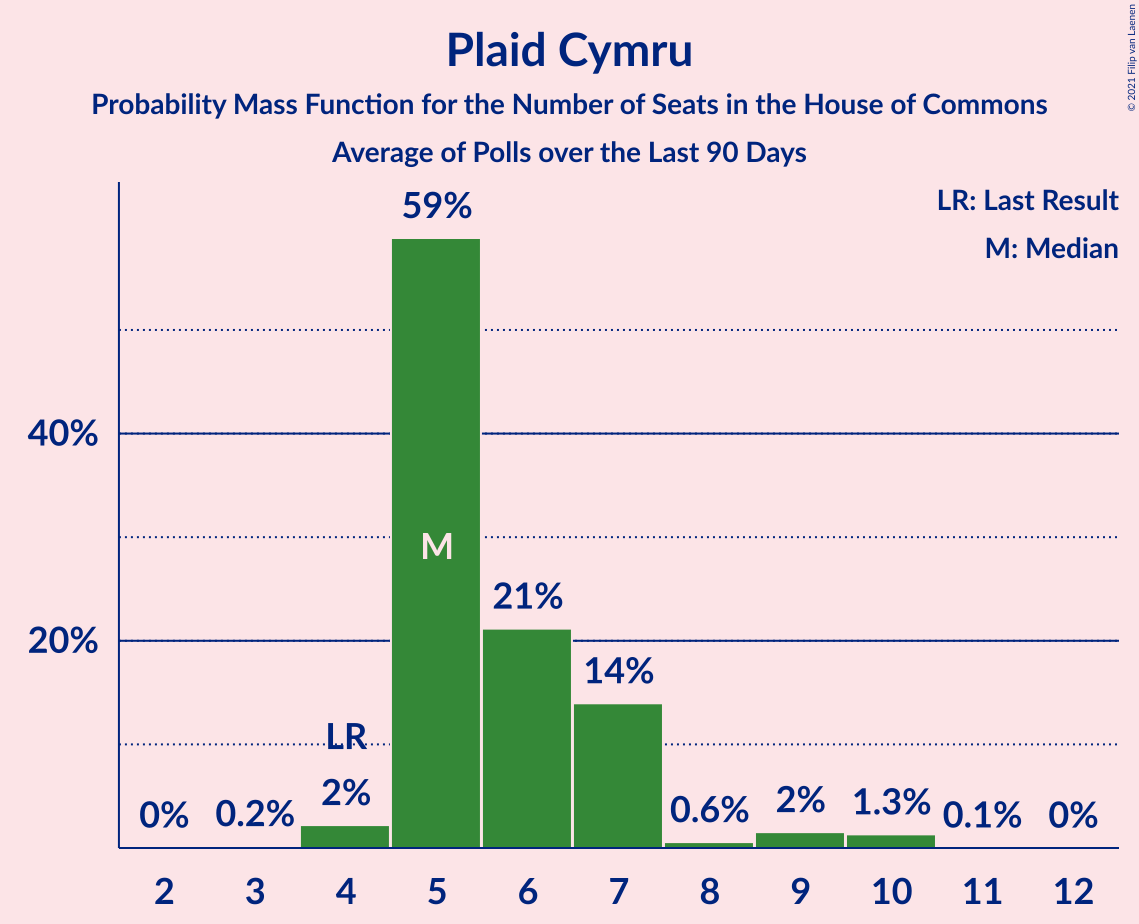 Plaid Cymru
Probability Mass Function for the Number of Seats in the House of Commons
Average of Polls over the Last 90 Days
© 2021 Filip van Laenen
LR: Last Result
M: Median
59%
40%
M
21%
20%
14%
LR
0% 0.2% 2% 0.6% 2% 1.3% 0.1% 0%
2 3 4 5 6 7 8 9 10 11 12